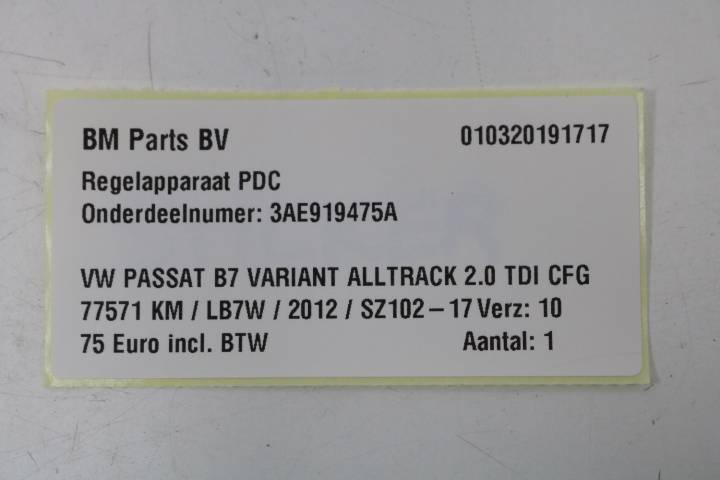 BM Parts BV 010320191717
Regelapparaat PDC
Onderdeelnumer: 3AE919475A
VW PASSAT B7 VARIANT ALLTRACK 2.0 TDI CFG
77571 KM / LB7W / 2012 / SZ102-17 Verz: 10
75 Euro incl. BTW Aantal: 1